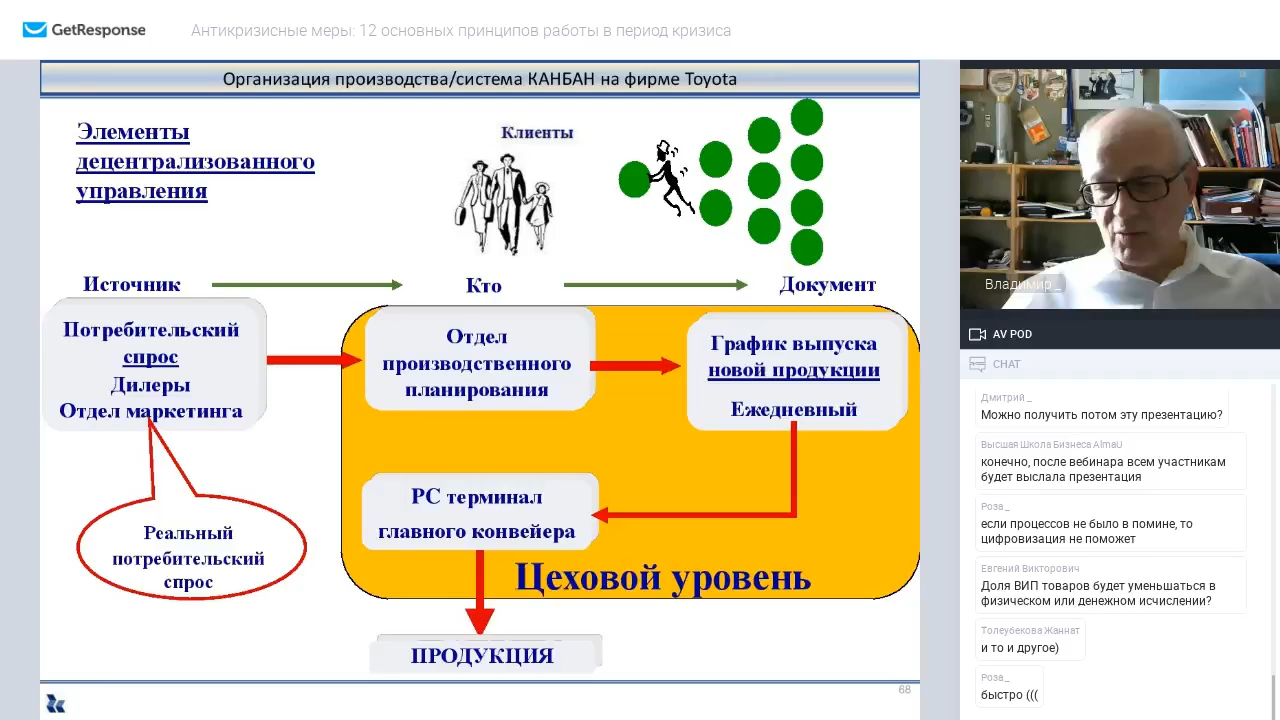 GetResponse
Антикризисные меры: 12 основных принципов работы в период кризиса
Организация производства/система КАНБАН на фирме Toyota
Элементы
децентрализованного
управления
Клиенты
Источник
Кто
Документ
Потребительский
спрос
Дилеры
Отдел маркетинга
Отдел
производственного
планирования
График выпуска
новой продукции
Ежедневный
PC терминал
главного конвейера
Реальный
потребительский
спрос
Цеховой уровень
ПРОДУКЦИЯ
68
Владимир _
AV POD
CHAT
Дмитрий _
Можно получить потом эту презентацию?
Высшая Школа Бизнеса AlmaU
конечно, после вебинара всем участникам
будет выслала презентация
Роза _
если процессов не было в помине, то
цифровизация не поможет
Евгений Викторович
Доля ВИП товаров будет уменьшаться в
физическом или денежном исчислении?
Толеубекова Жаннат
и то и другое)
Роза _
быстро (((